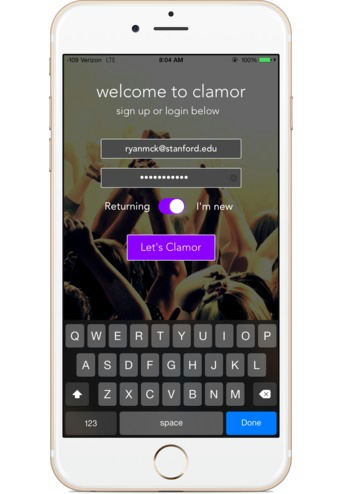 -109 Verizon LTE 8:04 AM 100%
welcome to clamor
sign up or login below
ryanmck@stanford.edu
•••••••••••
Returning I'm new
Let's Clamor
Q W E R T Y U I O P
A S D F G H J K L
Z X C V B N M
123 space Done